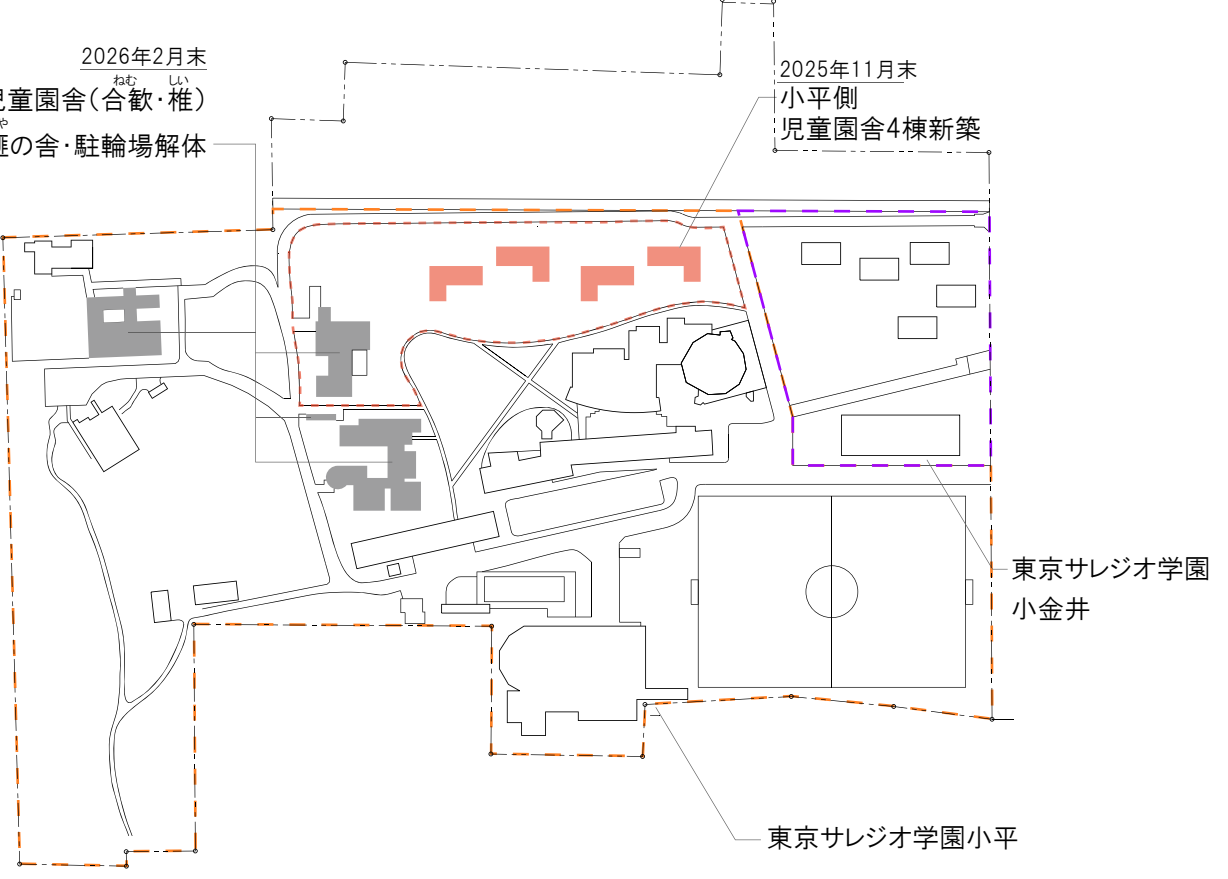 2026年2月末
ねむ しい
児童園舎(合歓・椎)
の舎・駐輪場解体
2025年11月末
小平側
児童園舎4棟新築
東京サレジオ学園
小金井
東京サレジオ学園小平